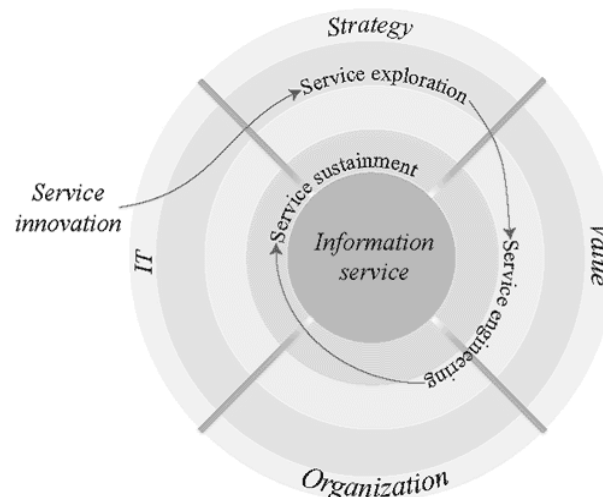 Strategy
Service exploration
Service sustainment
Service
innovation
Information
service
IT
Value
Service engineering
Organization